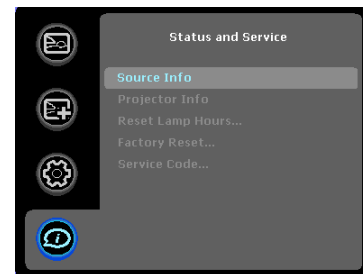 Status and Service
Source Info
Projector Info
Reset Lamp Hours...
Factory Reset...
Service Code...